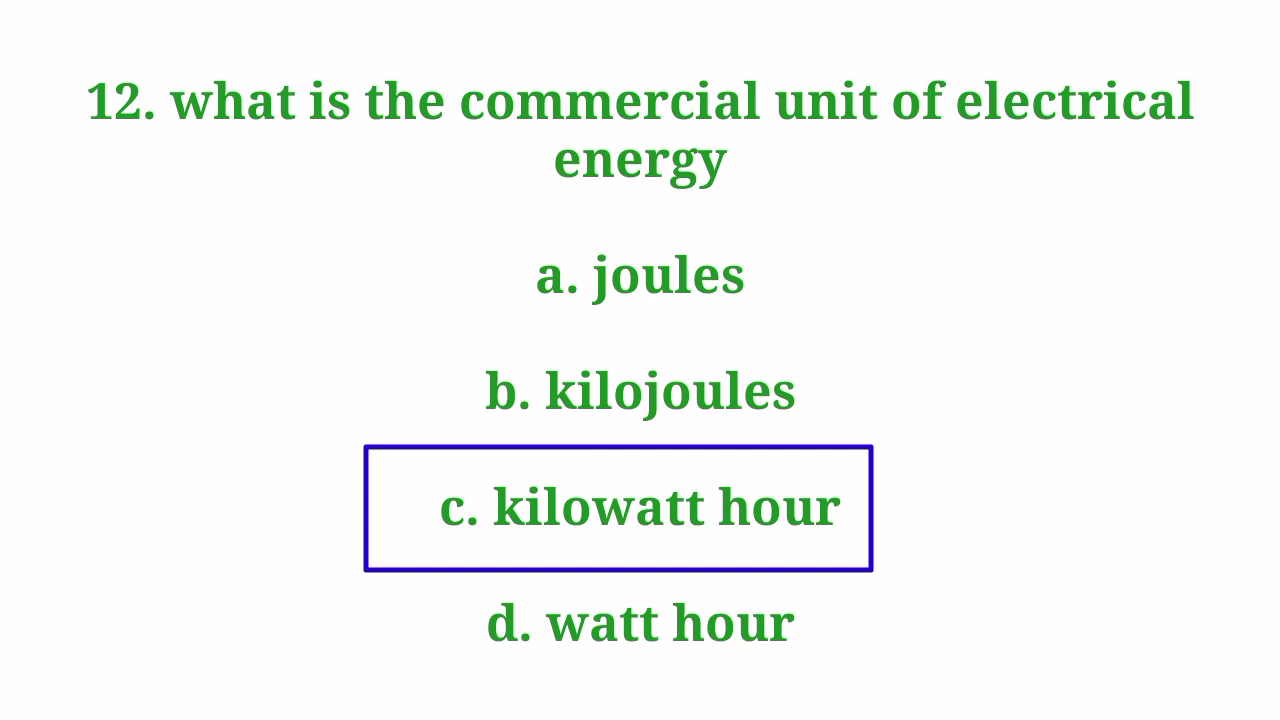 12. what is the commercial unit of electrical
energy
a. joules
b. kilojoules
c. kilowatt hour
d. watt hour